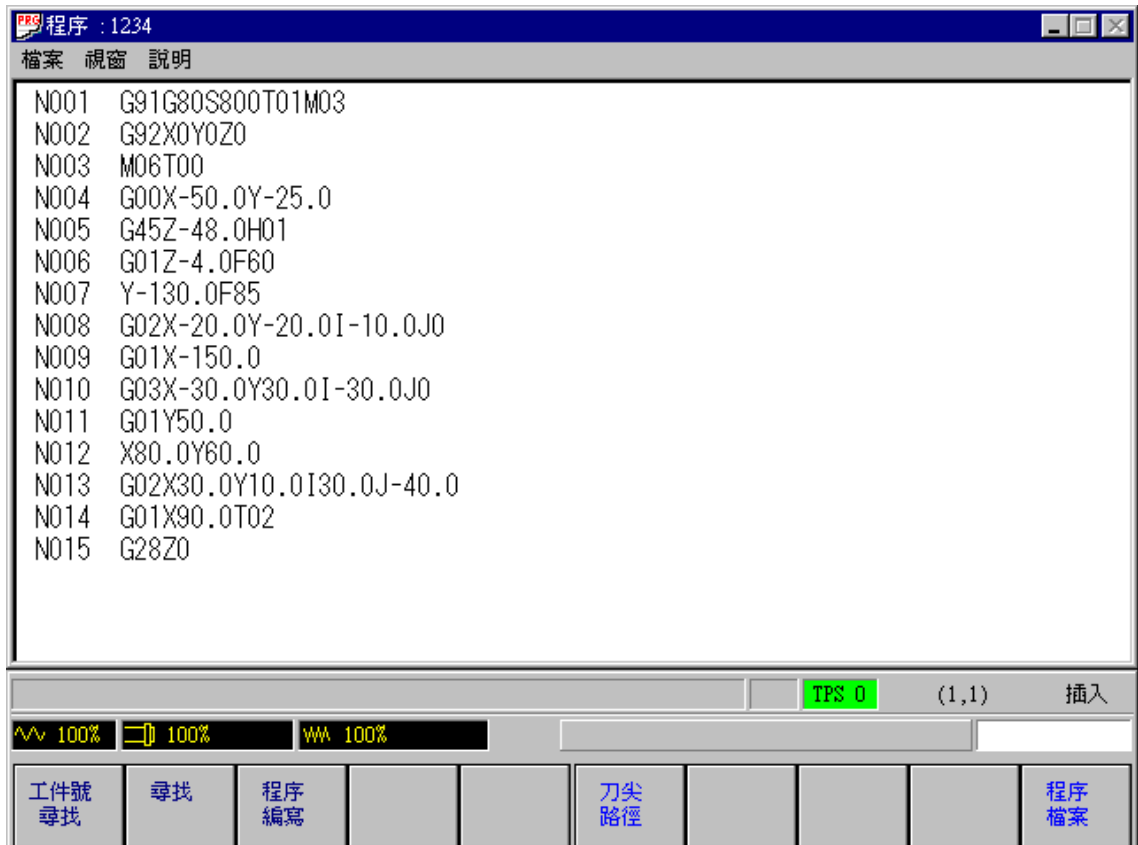 PRG 程序 :1234
檔案 視窗 說明
N001 G91G80S800T01M03
N002 G92X0Y0Z0
N003 M06T00
N004 G00X-50.0Y-25.0
N005 G45Z-48.0H01
N006 G01Z-4.0F60
N007 Y-130.0F85
N008 G02X-20.0Y-20.0I-10.0J0
N009 G01X-150.0
N010 G03X-30.0Y30.0I-30.0J0
N011 G01Y50.0
N012 X80.0Y60.0
N013 G02X30.0Y10.0I30.0J-40.0
N014 G01X90.0T02
N015 G28Z0
TPS 0 (1,1) 插入
100% 100% 100%
工件號
尋找
尋找
程序
編寫
刀尖
路徑
程序
檔案